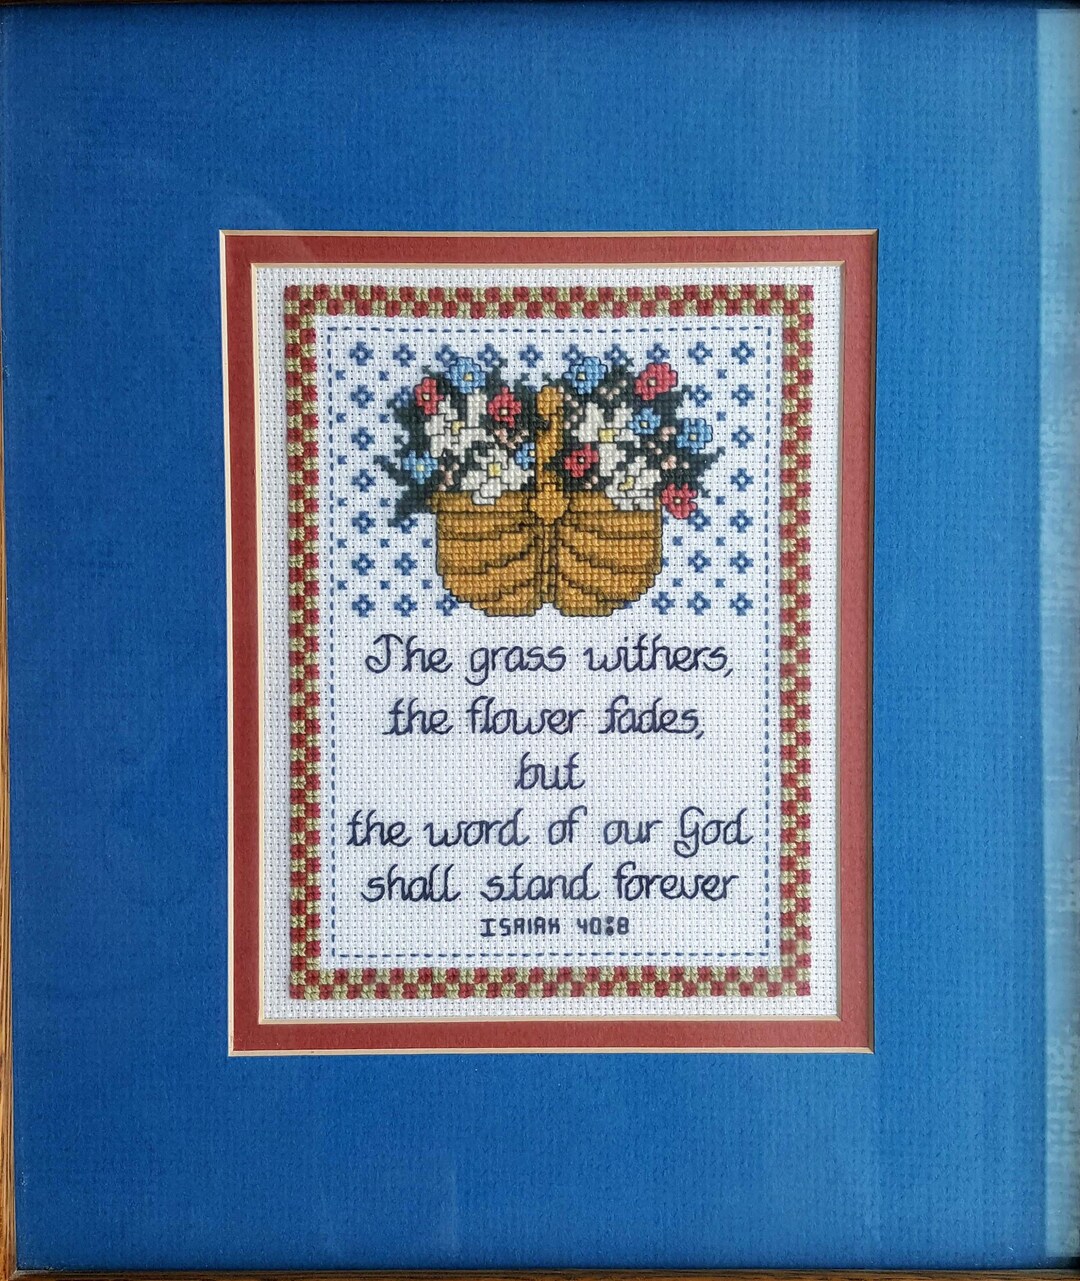 The grass withers,
the flower fades,
but
the word of our God
shall stand forever
ISAIAH 40:8